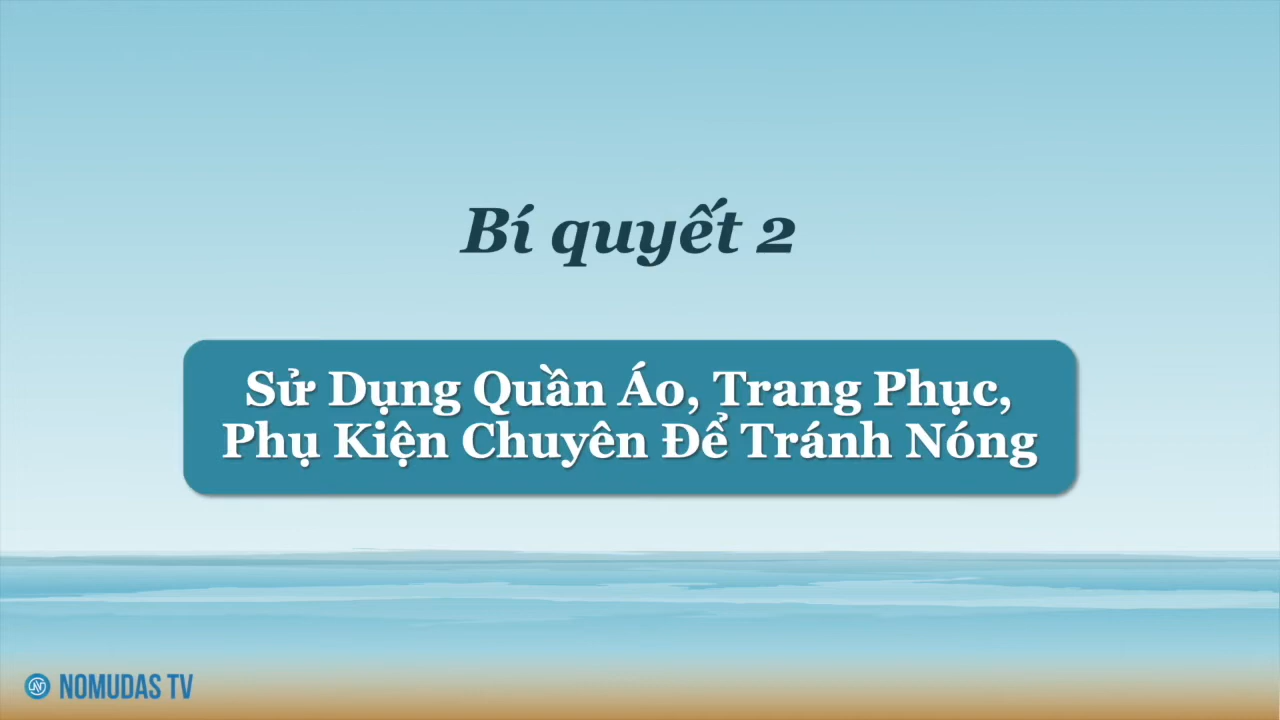 Bí quyết 2
Sử Dụng Quần Áo, Trang Phục,
Phụ Kiện Chuyên Để Tránh Nóng
NOMUDAS TV